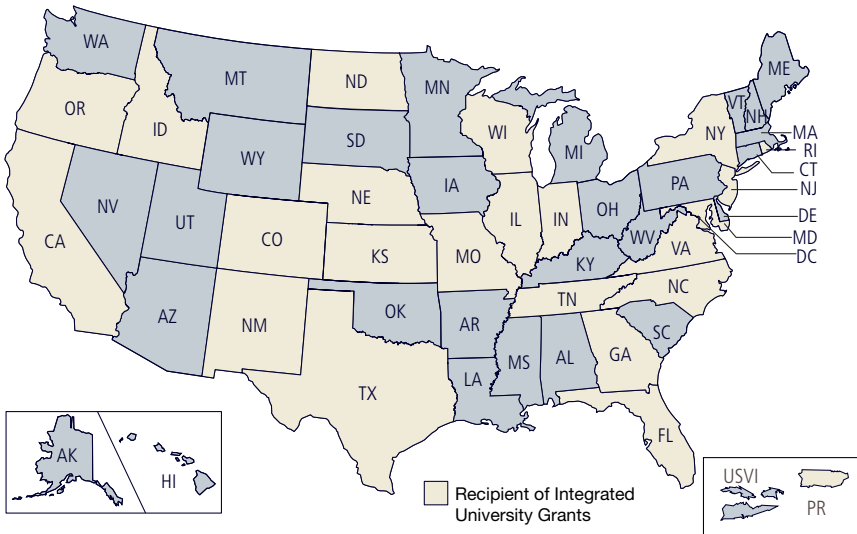 WA
ME
MT
ND
MN
VT
NH
OR
ID
WI
NY
MA
SD
MI
RI
WY
CT
IA
PA
NJ
NE
NV
OH
DE
UT
IL
IN
CA
CO
WV
MD
VA
DC
KS
MO
KY
NC
TN
AZ
OK
NM
AR
SC
MS
AL
GA
LA
TX
FL
AK
HI
USVI
PR
Recipient of Integrated
University Grants